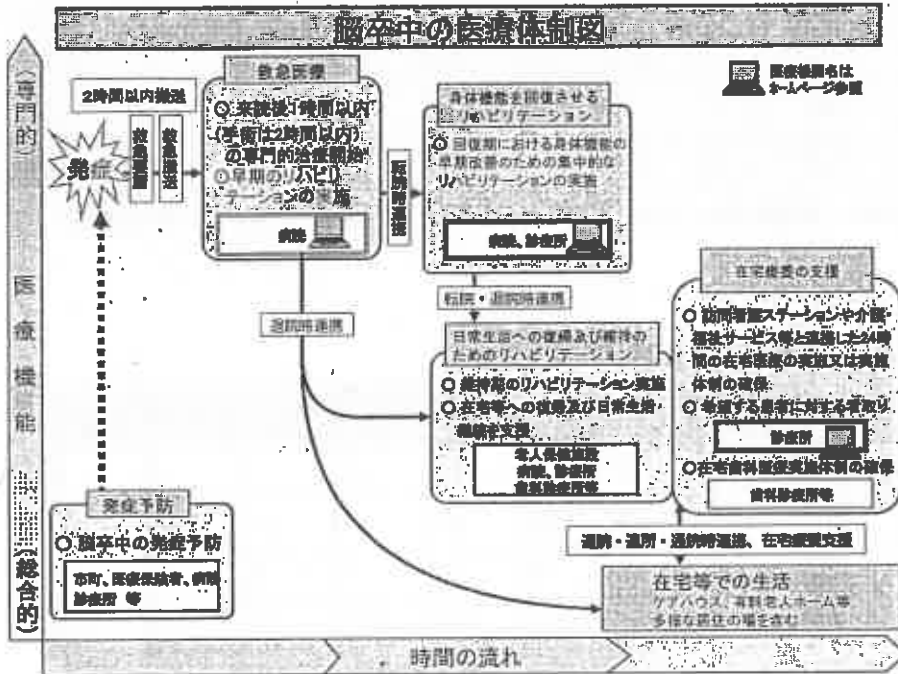 脳卒中の医療体制図
医療機関名は
ホームページ参照
(専門的)
医療機能
(総合的)
2時間以内搬送
発症
救急搬送
救急医療
○ 来院後1時間以内
(手術は2時間以内)
の専門的治療開始
○早期のリハビリ
テーションの実施
病院
転院時連携
身体機能を回復させる
リハビリテーション
○ 回復期における身体機能の
早期改善のための集中的な
リハビリテーションの実施
病院、診療所
転院・退院時連携
退院時連携
日常生活への復帰及び維持の
ためのリハビリテーション
○ 維持期のリハビリテーション実施
○ 在宅等への復帰及び日常生活
継続を支援
老人保健施設
病院、診療所
歯科診療所等
在宅療養の支援
○ 訪問看護ステーションや介護・
福祉サービス等と連携した24時
間の在宅医療の実施又は実施
体制の確保
○ 希望する患者に対する看取り
診療所
○在宅歯科医療実施体制の確保
歯科診療所等
発症予防
○ 脳卒中の発症予防
市町、医療保険者、病院
診療所 等
退院・退所・通院時連携、在宅療養支援
在宅等での生活
ケアハウス、有料老人ホーム等
多様な居住の場を含む
時間の流れ